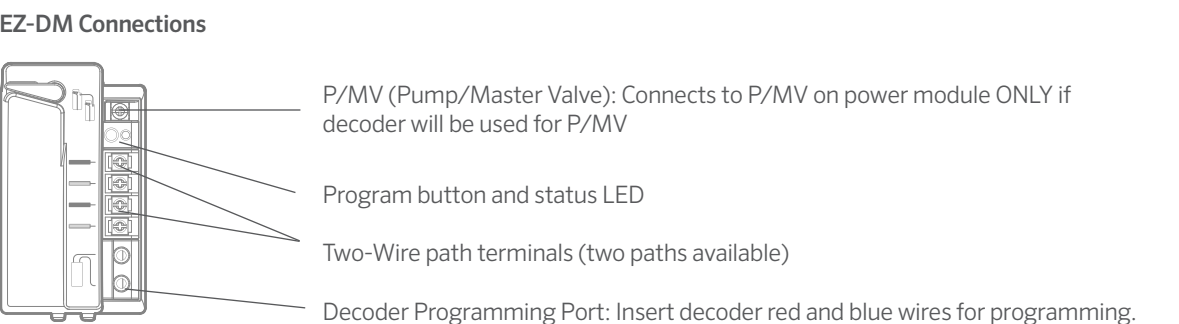 EZ-DM Connections
P/MV (Pump/Master Valve): Connects to P/MV on power module ONLY if
decoder will be used for P/MV
Program button and status LED
Two-Wire path terminals (two paths available)
Decoder Programming Port: Insert decoder red and blue wires for programming.